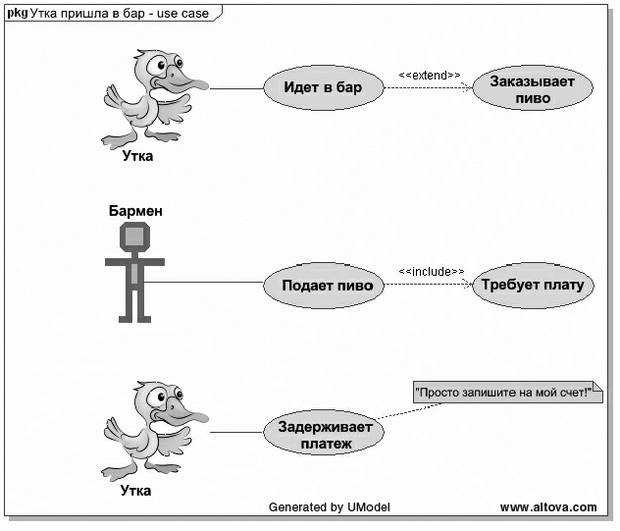 pkg Утка пришла в бар - use case
Идет в бар
<<extend>>
Заказывает
пиво
Утка
Бармен
Подает пиво
<<include>>
Требует плату
"Просто запишите на мой счет!"
Задерживает
платеж
Утка
Generated by UModel
www.altova.com